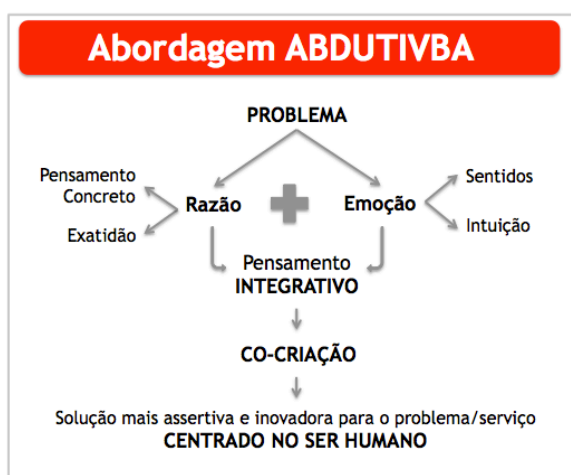 Abordagem ABDUTIVBA
PROBLEMA
Pensamento
Concreto
Exatidão
Razão
Emoção
Sentidos
Intuição
Pensamento
INTEGRATIVO
CO-CRIAÇÃO
Solução mais assertiva e inovadora para o problema/serviço
CENTRADO NO SER HUMANO